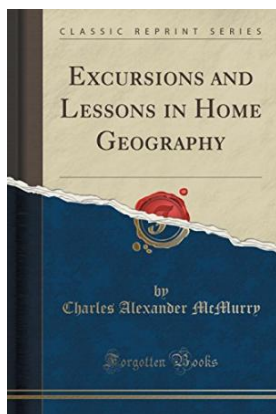 CLASSIC REPRINT SERIES
EXCURSIONS AND
LESSONS IN HOME
GEOGRAPHY
by
Charles Alexander McMurry
Forgotten Books